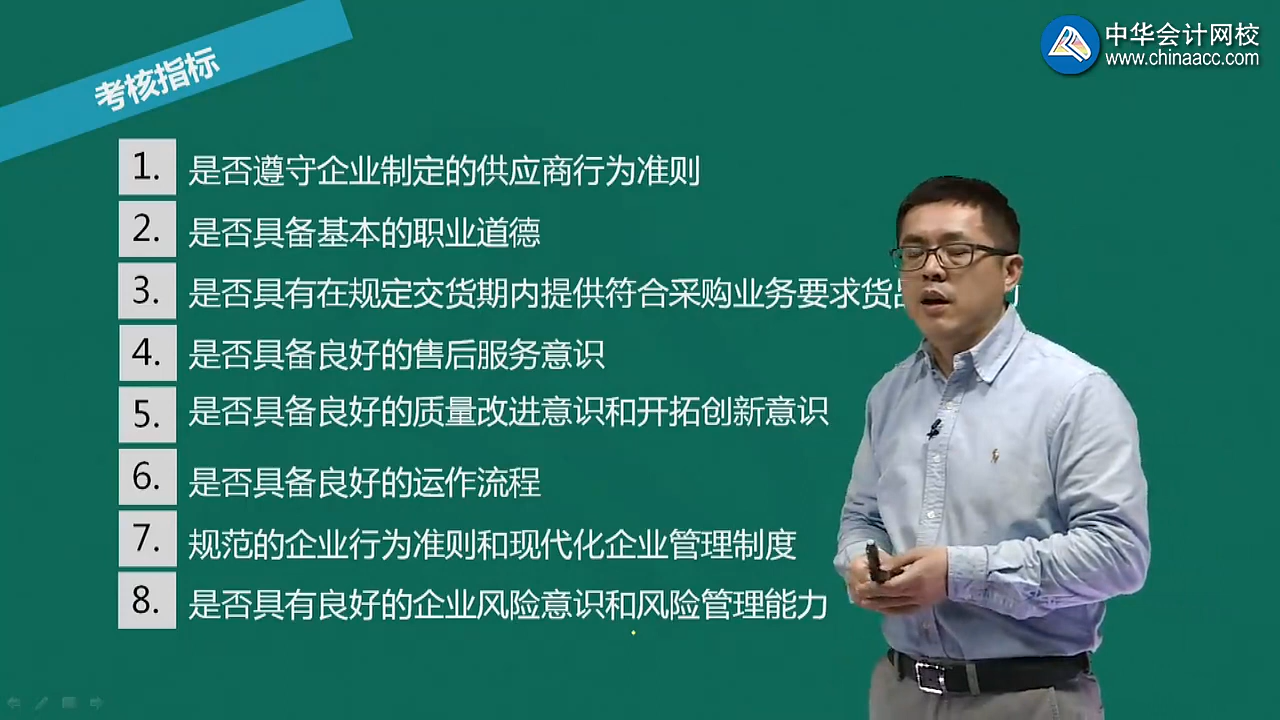 中华会计网校
www.chinaacc.com
考核指标
1. 是否遵守企业制定的供应商行为准则
2. 是否具备基本的职业道德
3. 是否具有在规定交货期内提供符合采购业务要求货
4. 是否具备良好的售后服务意识
5. 是否具备良好的质量改进意识和开拓创新意识
6. 是否具备良好的运作流程
7. 规范的企业行为准则和现代化企业管理制度
8. 是否具有良好的企业风险意识和风险管理能力